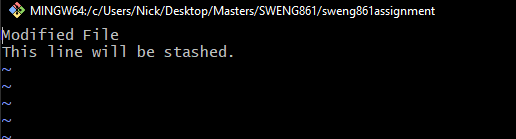 MINGW64:/c/Users/Nick/Desktop/Masters/SWENG861/sweng861assignment
Modified File
This line will be stashed.
~
~
~
~
~